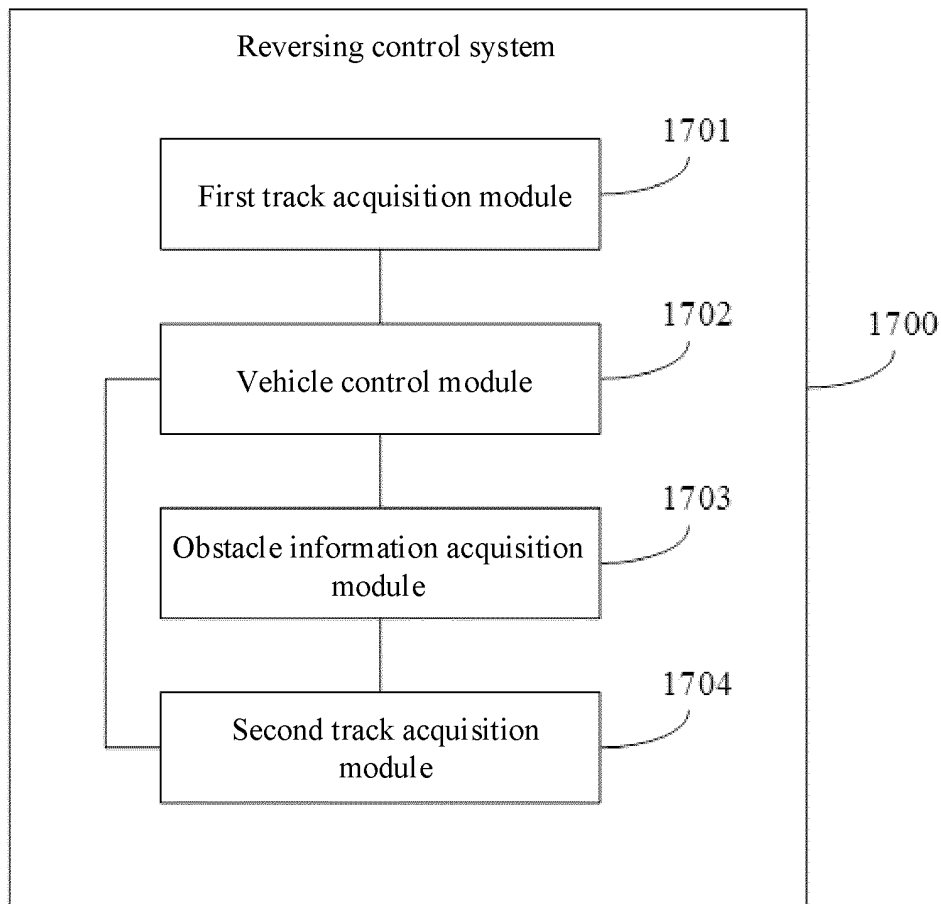 Reversing control system
1701
First track acquisition module
1702
1700
Vehicle control module
1703
Obstacle information acquisition
module
1704
Second track acquisition
module